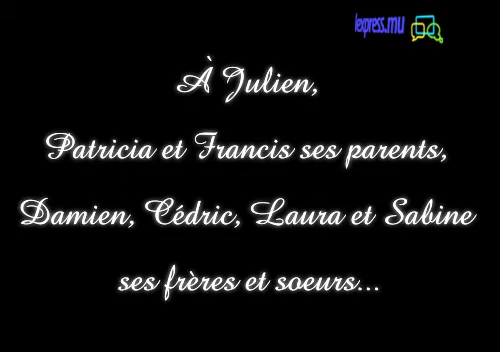 lexpress.mu
À Julien,
Patricia et Francis ses parents,
Damien, Cédric, Laura et Sabine
ses frères et soeurs...